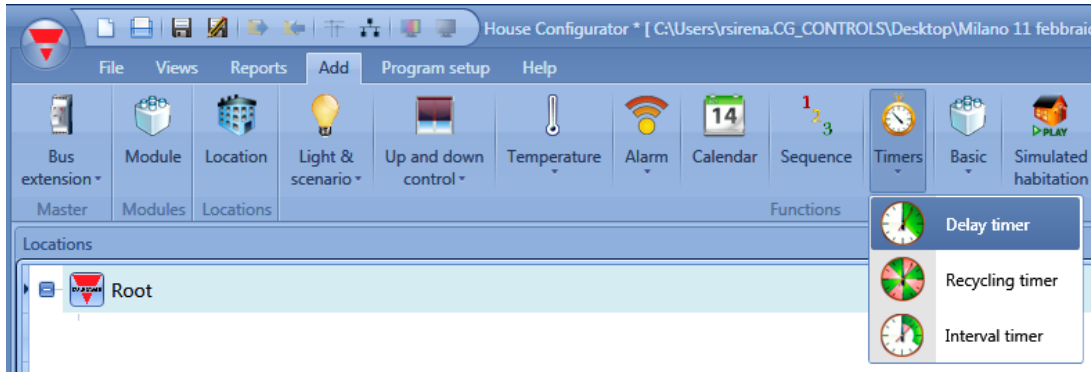 House Configurator * [ C:\Users\rsirena.CG_CONTROLS\Desktop\Milano 11 febbraio
File Views Reports Add Program setup Help
14
1 2 3
PLAY
Bus extension
Module
Location
Light & scenario
Up and down control
Temperature
Alarm
Calendar
Sequence
Timers
Basic
Simulated habitation
Master Modules Locations Functions
Delay timer
Locations
Recycling timer
Root
Interval timer